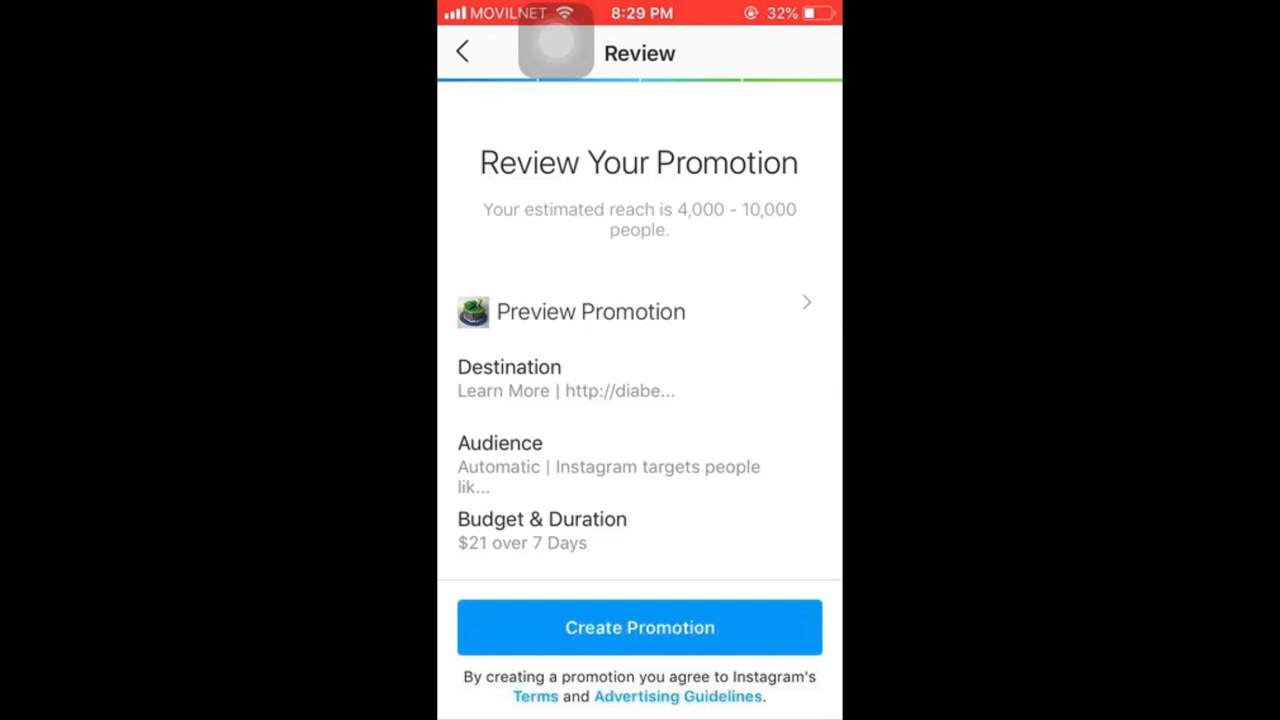 MOVILNET 8:29 PM 32%
Review
Review Your Promotion
Your estimated reach is 4,000 - 10,000
people.
Preview Promotion
Destination
Learn More | http://diabe...
Audience
Automatic | Instagram targets people
lik...
Budget & Duration
$21 over 7 Days
Create Promotion
By creating a promotion you agree to Instagram's
Terms and Advertising Guidelines.